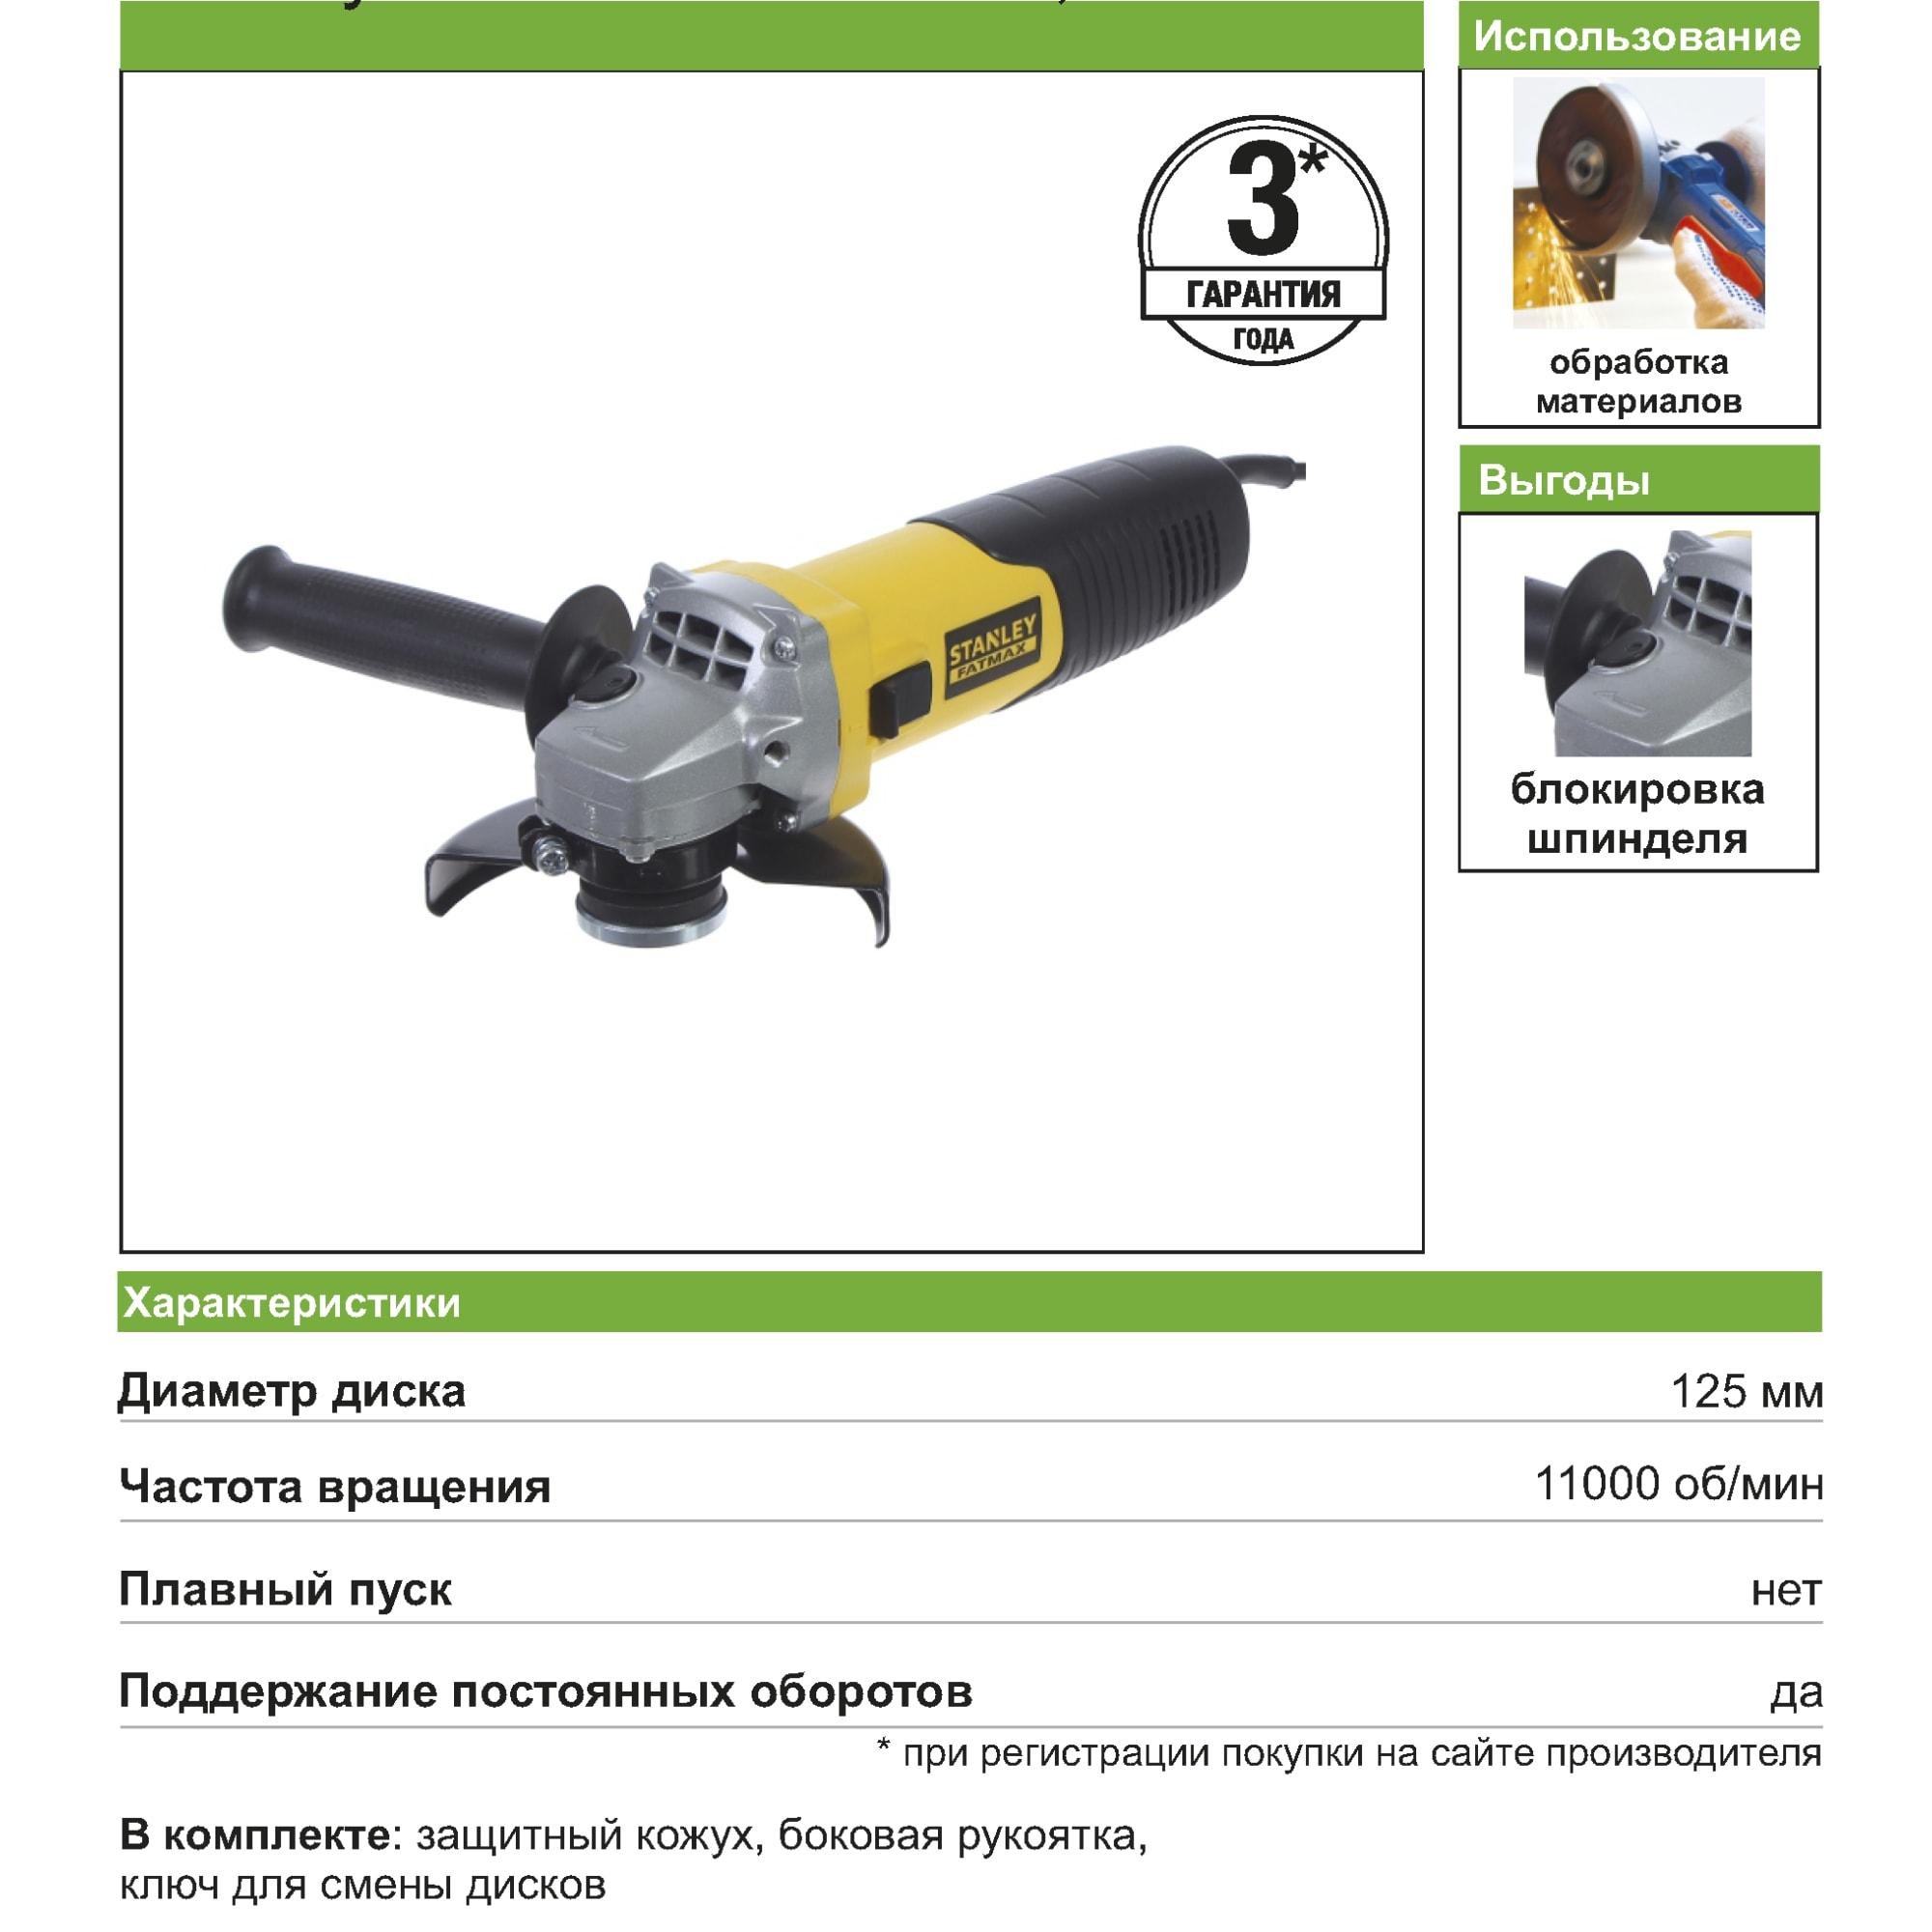 Использование
3*
ГАРАНТИЯ
ГОДА
обработка
материалов
Выгоды
STANLEY
FATMAX
блокировка
шпинделя
Характеристики
Диаметр диска 125 мм
Частота вращения 11000 об/мин
Плавный пуск нет
Поддержание постоянных оборотов да
* при регистрации покупки на сайте производителя
В комплекте: защитный кожух, боковая рукоятка,
ключ для смены дисков